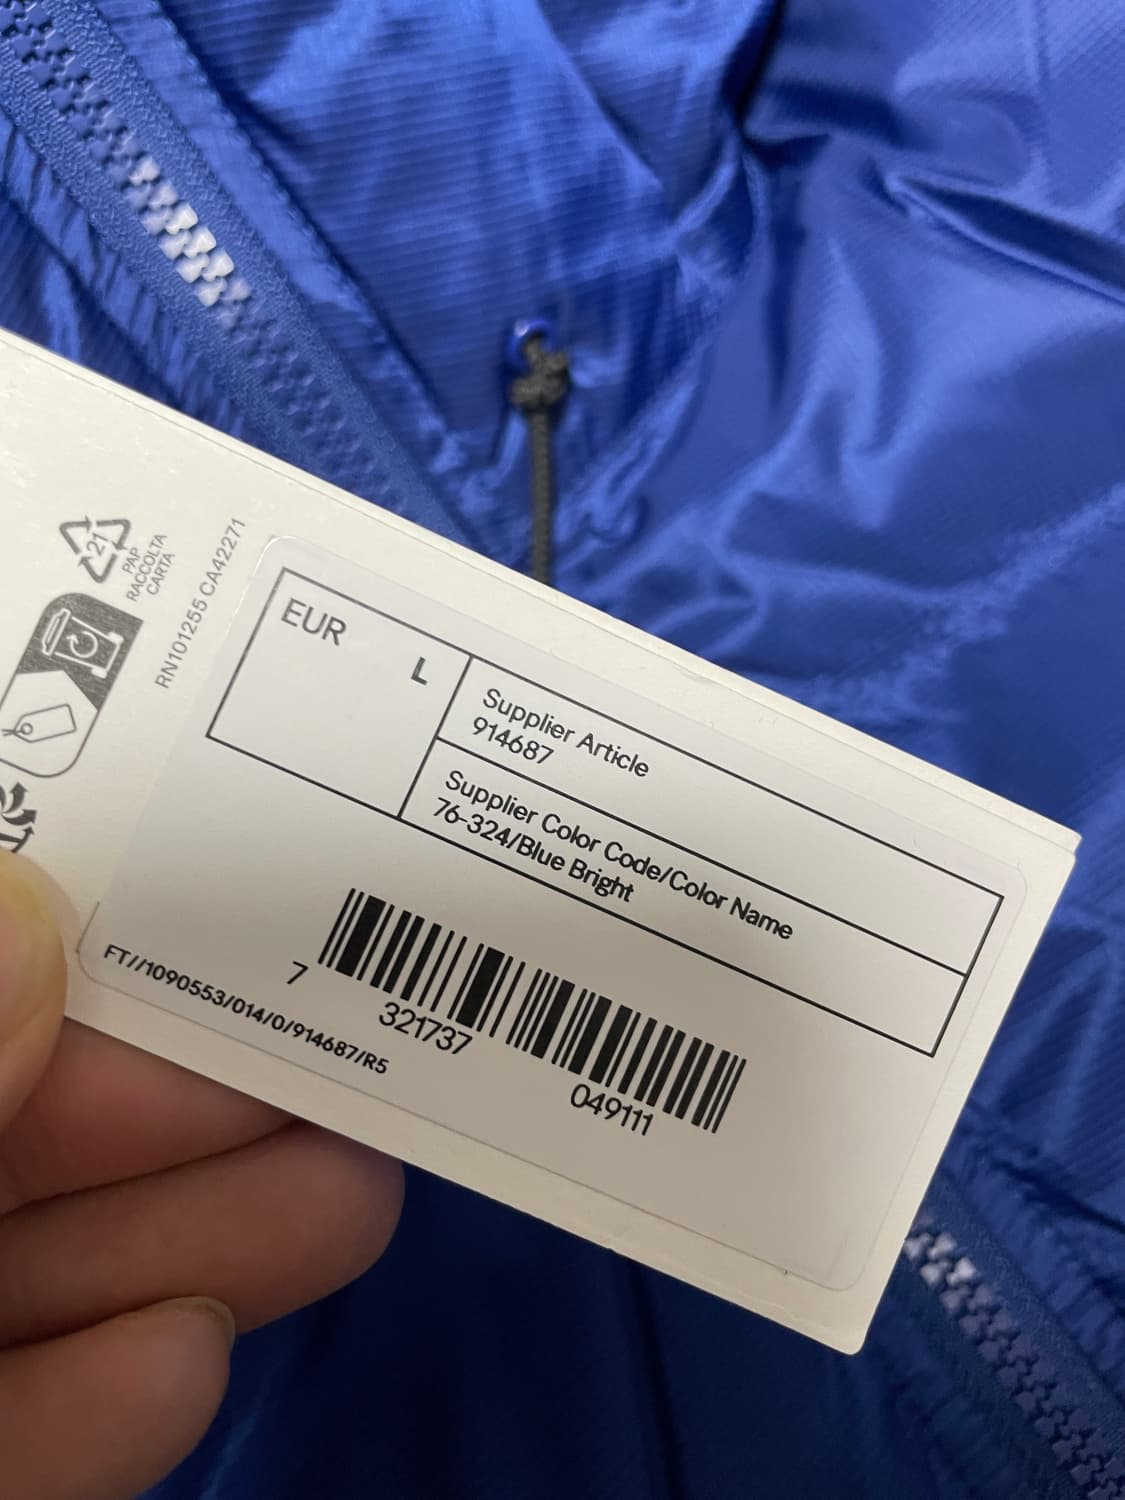 21
PAP
RACCOLTA
CARTA
RN101255 CA42271
EUR
L
Supplier Article
914687
Supplier Color Code/Color Name
76-324/Blue Bright
7
321737
049111
FT//1090553/014/0/914687/R5